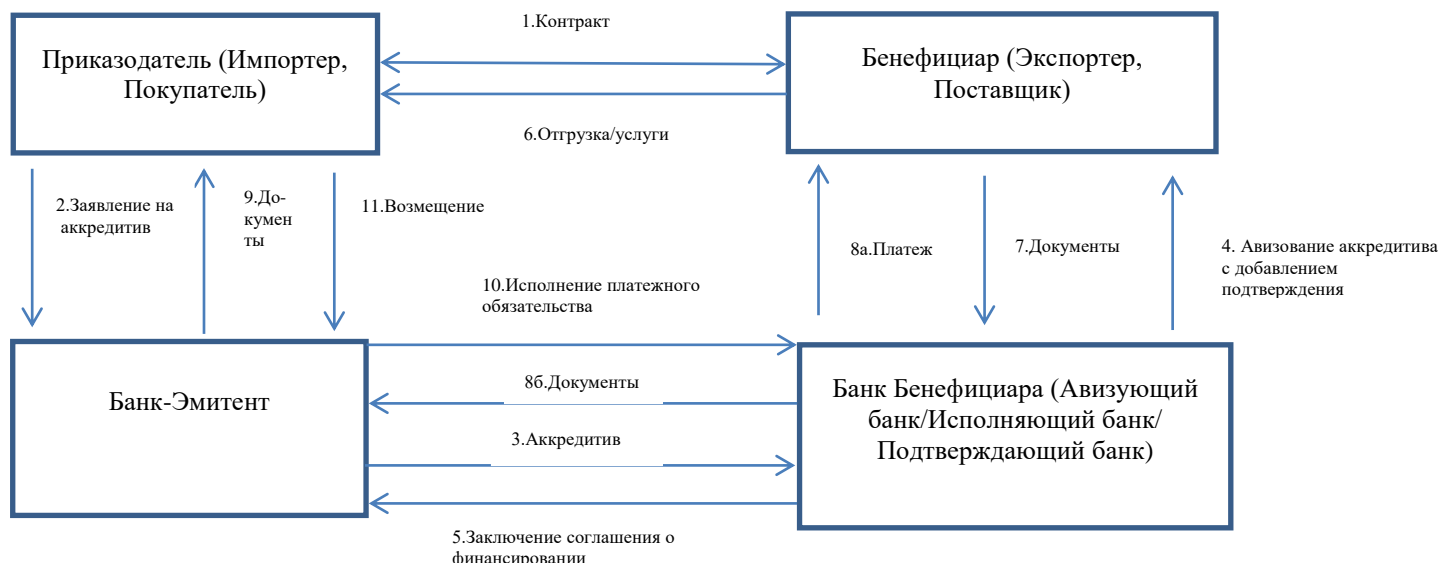 1.Контракт
Приказодатель (Импортер,
Покупатель)
Бенефициар (Экспортер,
Поставщик)
6.Отгрузка/услуги
2.Заявление на
аккредитив
9.До-
кумен
ты
11.Возмещение
8а.Платеж
7.Документы
4. Авизование аккредитива
с добавлением
подтверждения
10.Исполнение платежного
обязательства
Банк-Эмитент
8б.Документы
3.Аккредитив
Банк Бенефициара (Авизующий
банк/Исполняющий банк/
Подтверждающий банк)
5.Заключение соглашения о
финансировании